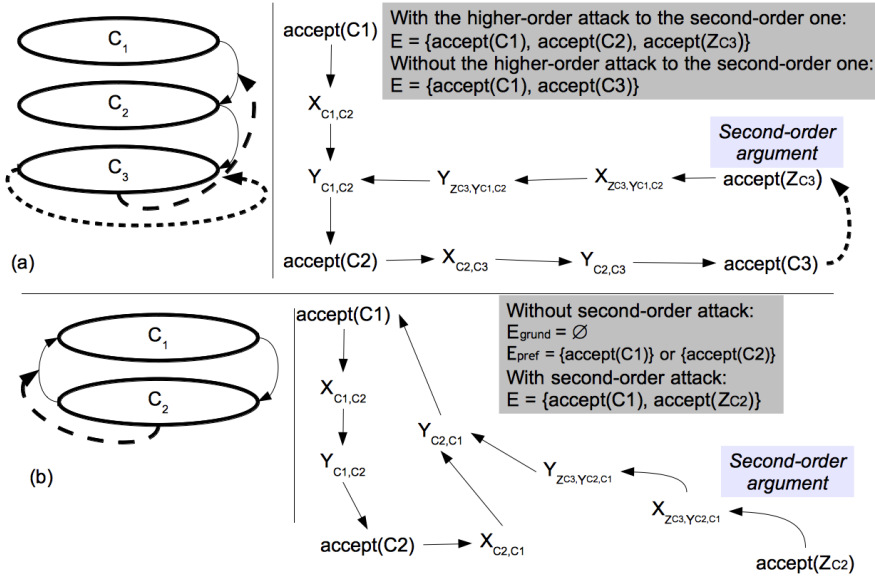 C1
C2
C3
(a)
accept(C1)
XC1,C2
YC1,C2
YZC3,YC1,C2
XZC3,YC1,C2
accept(ZC3)
accept(C2)
XC2,C3
YC2,C3
accept(C3)
With the higher-order attack to the second-order one:
E = {accept(C1), accept(C2), accept(ZC3)}
Without the higher-order attack to the second-order one:
E = {accept(C1), accept(C3)}
Second-order
argument
C1
C2
(b)
accept(C1)
XC1,C2
YC1,C2
accept(C2)
XC2,C1
YC2,C1
YZC3,YC2,C1
XZC3,YC2,C1
accept(ZC2)
Without second-order attack:
Egrund = ∅
Epref = {accept(C1)} or {accept(C2)}
With second-order attack:
E = {accept(C1), accept(ZC2)}
Second-order
argument